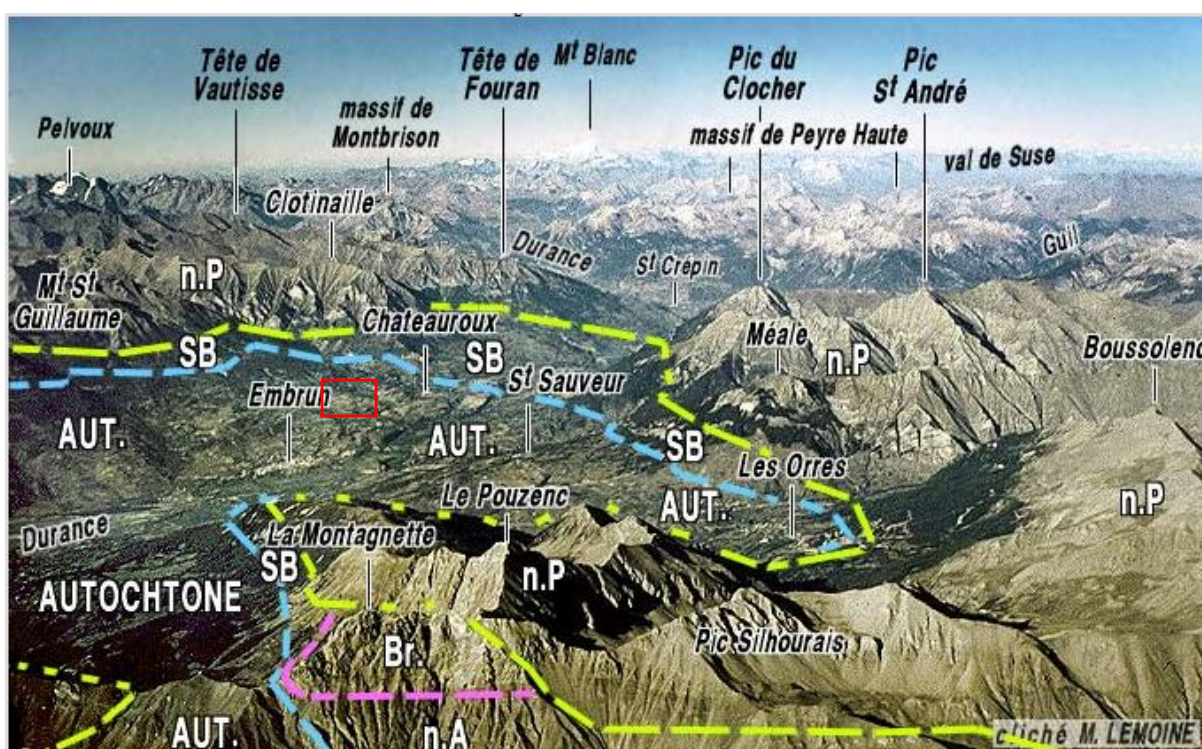 Tête de
Vautisse
Tête de
Fouran
Mt Blanc
Pic du
Clocher
Pic
St André
Pelvoux
massif de
Montbrison
massif de Peyre Haute
val de Suse
Clotinaille
Durance
St Crépin
Guil
Mt St
Guillaume
n.P
SB
Chateauroux
SB
St Sauveur
Méale
n.P
Boussolenc
Embrun
AUT.
AUT.
SB
Les Orres
AUT.
n.P
Durance
Le Pouzenc
La Montagnette
SB
n.P
AUTOCHTONE
Br.
Pic Silhourais
AUT.
n.A
cliché M. LEMOINE